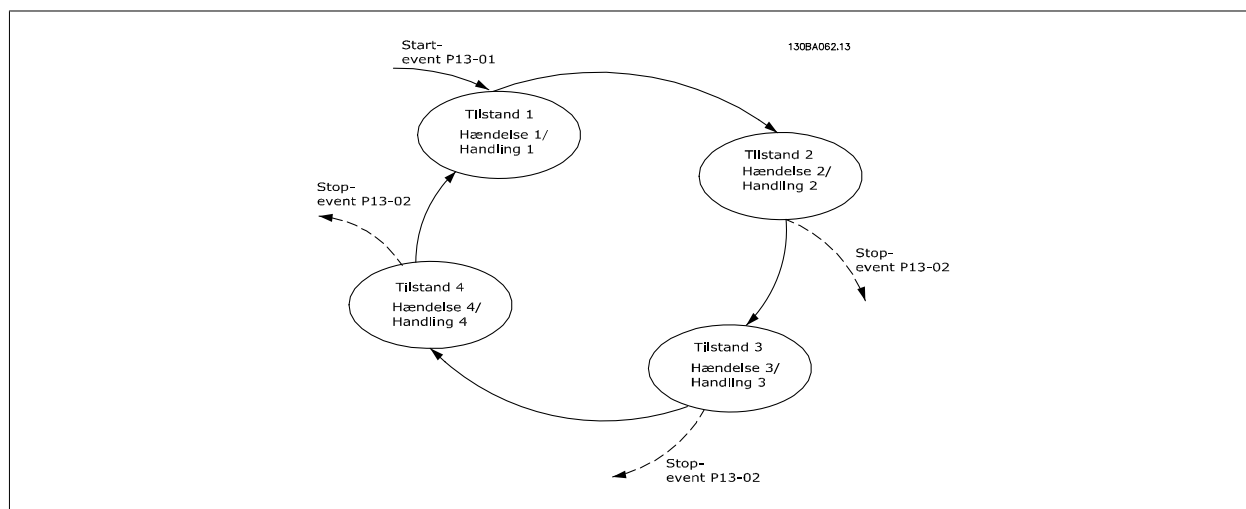 Start-
event P13-01
130BA062.13
Tilstand 1
Hændelse 1/
Handling 1
Tilstand 2
Hændelse 2/
Handling 2
Stop-
event P13-02
Stop-
event P13-02
Tilstand 4
Hændelse 4/
Handling 4
Tilstand 3
Hændelse 3/
Handling 3
Stop-
event P13-02